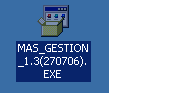 MAS_GESTION
_1.3(270706).
EXE